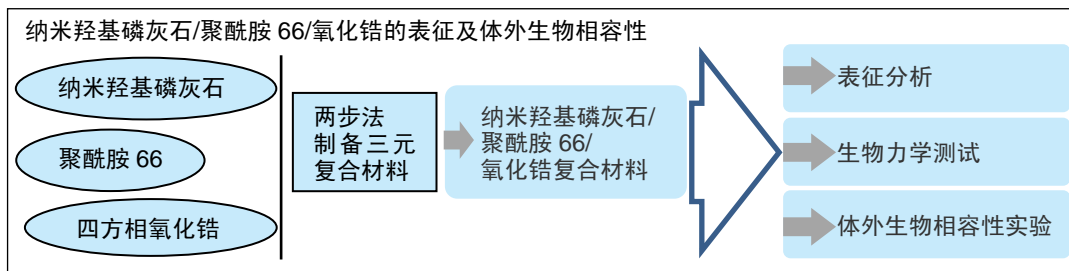 纳米羟基磷灰石/聚酰胺 66/氧化锆的表征及体外生物相容性
纳米羟基磷灰石
聚酰胺 66
四方相氧化锆
两步法
制备三元
复合材料
纳米羟基磷灰石/
聚酰胺 66/
氧化锆复合材料
表征分析
生物力学测试
体外生物相容性实验